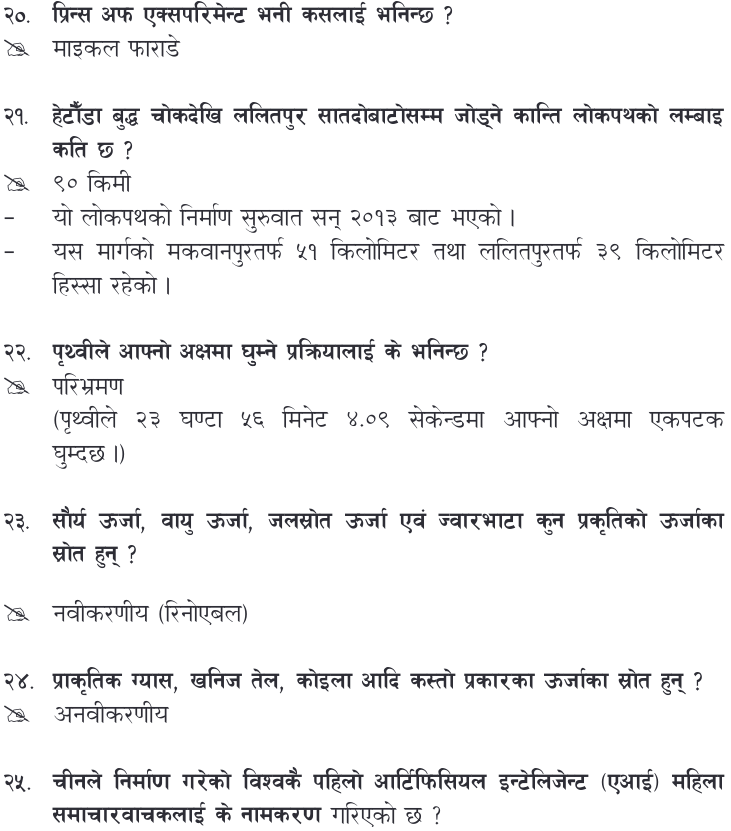 २०. प्रिन्स अफ एक्सपरिमेन्ट भनी कसलाई भनिन्छ ?
माइकल फाराडे
२१. हेटौंडा बुद्ध चोकदेखि ललितपुर सातदोबाटोसम्म जोड्ने कान्ति लोकपथको लम्बाइ
कति छ ?
९० किमी
– यो लोकपथको निर्माण सुरुवात सन् २०१३ बाट भएको ।
– यस मार्गको मकवानपुरतर्फ ५१ किलोमिटर तथा ललितपुरतर्फ ३९ किलोमिटर
हिस्सा रहेको ।
२२. पृथ्वीले आफ्नो अक्षमा घुम्ने प्रक्रियालाई के भनिन्छ ?
परिभ्रमण
(पृथ्वीले २३ घण्टा ५६ मिनेट ४.०९ सेकेन्डमा आफ्नो अक्षमा एकपटक
घुम्दछ ।)
२३. सौर्य ऊर्जा, वायु ऊर्जा, जलस्रोत ऊर्जा एवं ज्वारभाटा कुन प्रकृतिको ऊर्जाका
स्रोत हुन् ?
नवीकरणीय (रिनोएबल)
२४. प्राकृतिक ग्यास, खनिज तेल, कोइला आदि कस्तो प्रकारका ऊर्जाका स्रोत हुन् ?
अनवीकरणीय
२५. चीनले निर्माण गरेको विश्वकै पहिलो आर्टिफिसियल इन्टेलिजेन्ट (एआई) महिला
समाचारवाचकलाई के नामकरण गरिएको छ ?